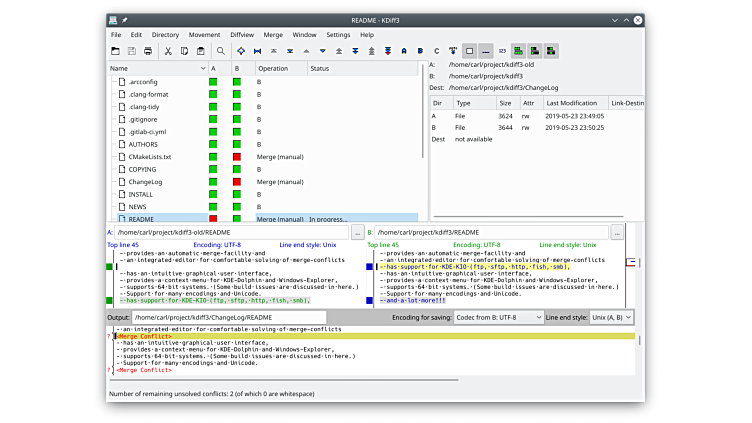 README — KDiff3
File Edit Directory Movement Diffview Merge Window Settings Help
A B C 123
Name A B Operation Status
.arcconfig B
.clang-format B
.clang-tidy B
.gitignore B
.gitlab-ci.yml B
AUTHORS B
CMakeLists.txt Merge (manual)
COPYING B
ChangeLog Merge (manual)
INSTALL B
NEWS B
README Merge (manual) In progress...
A: /home/carl/project/kdiff3-old
B: /home/carl/project/kdiff3
Dest: /home/carl/project/kdiff3/ChangeLog
Dir Type Size Attr Last Modification Link-Destin
A File 3624 rw 2019-05-23 23:49:05
B File 3644 rw 2019-05-23 23:50:25
Dest not available
A: /home/carl/project/kdiff3-old/README ...
Top line 45 Encoding: UTF-8 Line end style: Unix
--provides·an·automatic·merge-facility·and
--an·integrated·editor·for·comfortable·solving·of·merge-conflicts
--has·an·intuitive·graphical·user·interface,
--provides·a·context-menu·for·KDE-Dolphin·and·Windows-Explorer,
--supports·64·bit·systems.·(Some·build·issues·are·discussed·in·here.)
--Support·for·many·encodings·and·Unicode.
--has·support·for·KDE-KIO·(ftp,·sftp,·http,·fish,·smb),
B: /home/carl/project/kdiff3/README ...
Top line 45 Encoding: UTF-8 Line end style: Unix
--provides·an·automatic·merge-facility·and
--an·integrated·editor·for·comfortable·solving·of·merge-conflicts
--has·support·for·KDE-KIO·(ftp,·sftp,·http,·fish,·smb),
--has·an·intuitive·graphical·user·interface,
--provides·a·context-menu·for·KDE-Dolphin·and·Windows-Explorer,
--supports·64·bit·systems.·(Some·build·issues·are·discussed·in·here.)
--Support·for·many·encodings·and·Unicode.
--and·a·lot·more!!!
Output: /home/carl/project/kdiff3/ChangeLog/README Encoding for saving: Codec from B: UTF-8 Line end style: Unix (A, B)
--an·integrated·editor·for·comfortable·solving·of·merge-conflicts
? <Merge Conflict>
--has·an·intuitive·graphical·user·interface,
--provides·a·context-menu·for·KDE-Dolphin·and·Windows-Explorer,
--supports·64·bit·systems.·(Some·build·issues·are·discussed·in·here.)
--Support·for·many·encodings·and·Unicode.
? <Merge Conflict>
Number of remaining unsolved conflicts: 2 (of which 0 are whitespace)